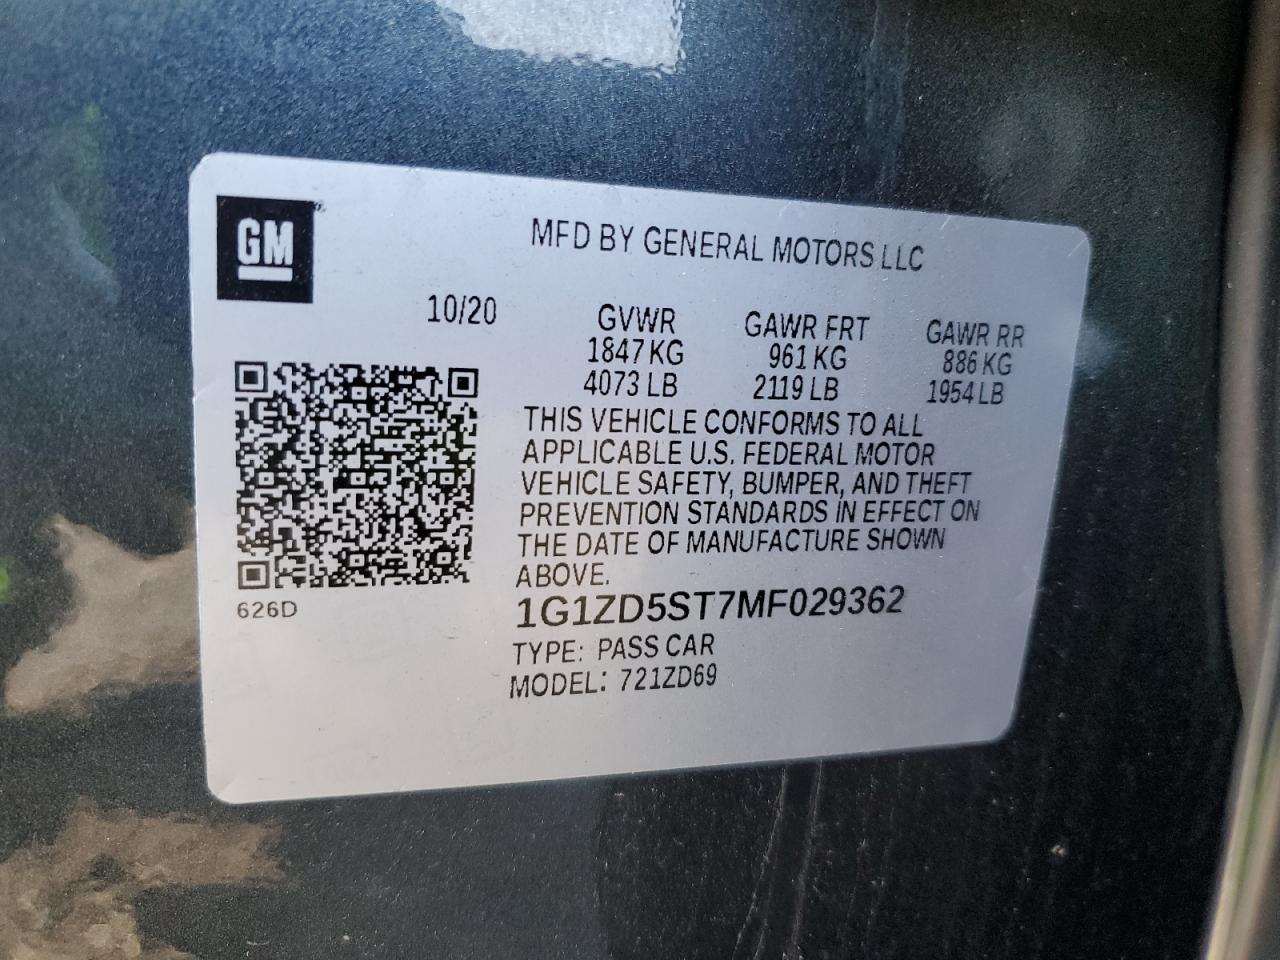 GM
MFD BY GENERAL MOTORS LLC
10/20 GVWR GAWR FRT GAWR RR
1847 KG 961 KG 886 KG
4073 LB 2119 LB 1954 LB
THIS VEHICLE CONFORMS TO ALL
APPLICABLE U.S. FEDERAL MOTOR
VEHICLE SAFETY, BUMPER, AND THEFT
PREVENTION STANDARDS IN EFFECT ON
THE DATE OF MANUFACTURE SHOWN
ABOVE.
626D
1G1ZD5ST7MF029362
TYPE: PASS CAR
MODEL: 721ZD69